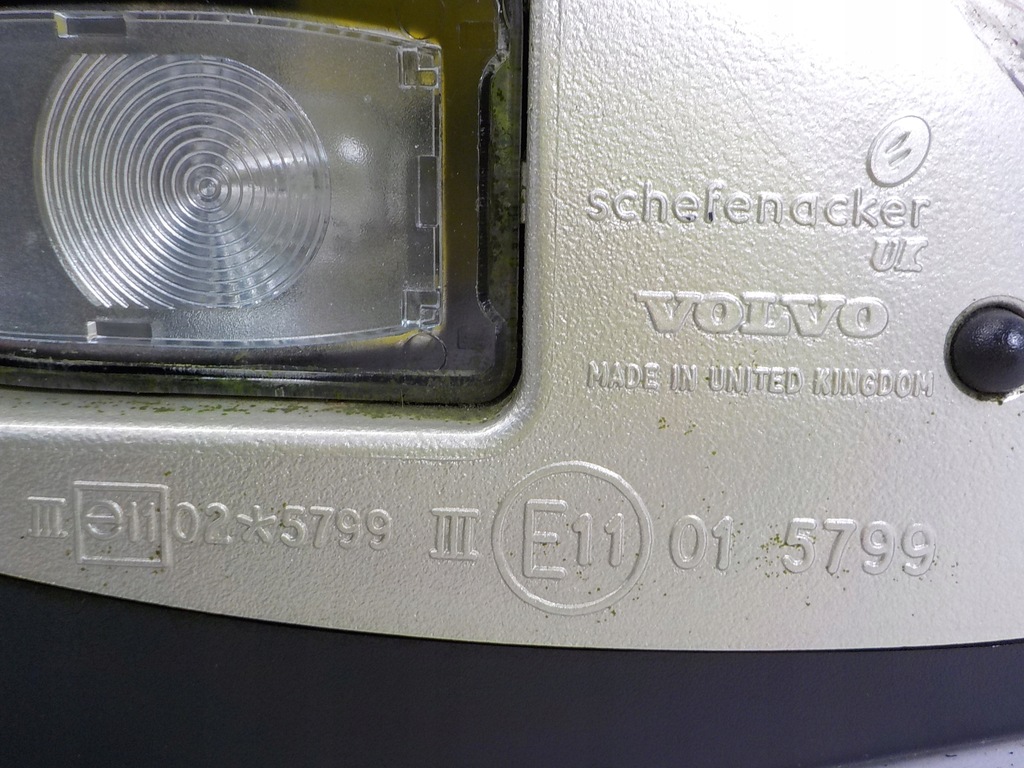 schefenacker
UK
VOLVO
MADE IN UNITED KINGDOM
III e11 02*5799 III E11 01 5799